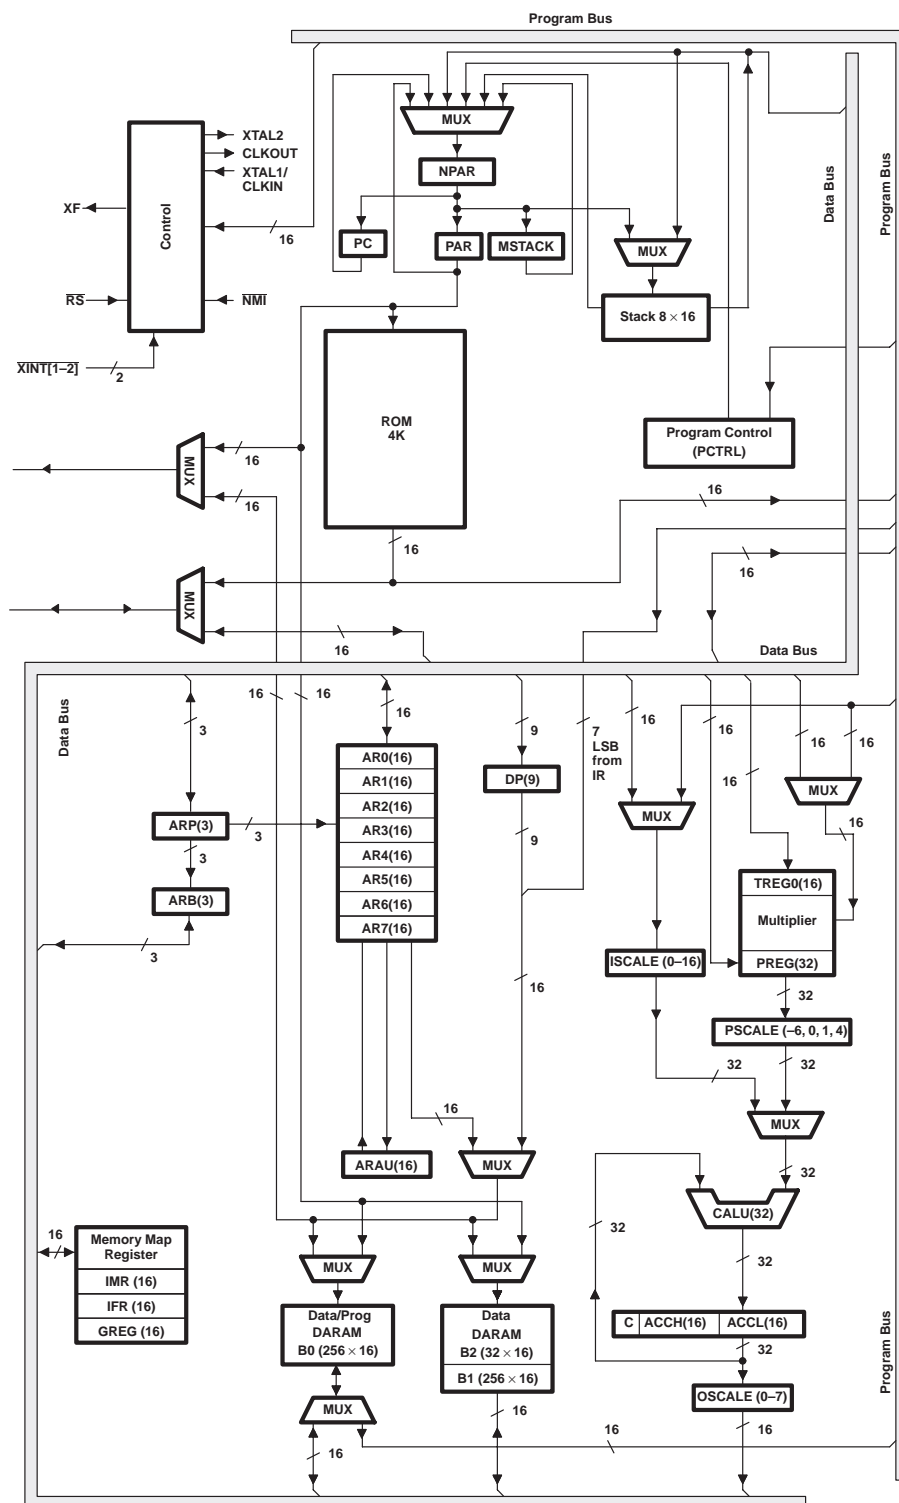 Program Bus
MUX
XTAL2
CLKOUT
XTAL1/
CLKIN
XF
Control
16
RS
NMI
XINT[1–2]
2
NPAR
PC
PAR
MSTACK
MUX
Stack 8 × 16
Data Bus
Program Bus
ROM
4K
Program Control
(PCTRL)
MUX
16
16
16
16
16
MUX
16
Data Bus
Data Bus
16
16
3
16
9
7
LSB
from
IR
16
16
16
16
16
AR0(16)
AR1(16)
AR2(16)
AR3(16)
AR4(16)
AR5(16)
AR6(16)
AR7(16)
DP(9)
9
MUX
MUX
16
ARP(3)
3
3
ARB(3)
3
TREG0(16)
Multiplier
PREG(32)
ISCALE (0–16)
16
32
PSCALE (–6, 0, 1, 4)
32
32
16
MUX
ARAU(16)
MUX
32
CALU(32)
32
32
16
Memory Map
Register
IMR (16)
IFR (16)
GREG (16)
MUX
MUX
Data/Prog
DARAM
B0 (256 × 16)
Data
DARAM
B2 (32 × 16)
B1 (256 × 16)
C
ACCH(16)
ACCL(16)
32
OSCALE (0–7)
MUX
16
16
16
16
Program Bus